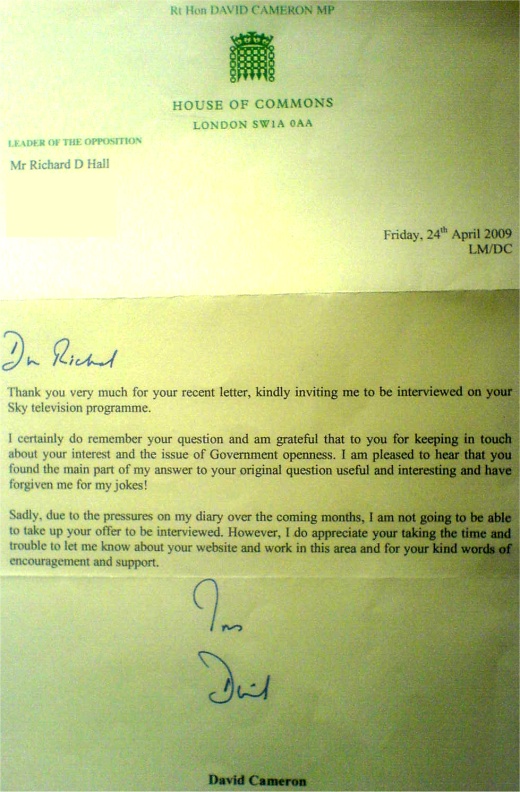 Rt Hon DAVID CAMERON MP
HOUSE OF COMMONS
LONDON SW1A 0AA
LEADER OF THE OPPOSITION
Mr Richard D Hall
Friday, 24th April 2009
LM/DC
Dear Richard
Thank you very much for your recent letter, kindly inviting me to be interviewed on your
Sky television programme.
I certainly do remember your question and am grateful that to you for keeping in touch
about your interest and the issue of Government openness. I am pleased to hear that you
found the main part of my answer to your original question useful and interesting and have
forgiven me for my jokes!
Sadly, due to the pressures on my diary over the coming months, I am not going to be able
to take up your offer to be interviewed. However, I do appreciate your taking the time and
trouble to let me know about your website and work in this area and for your kind words of
encouragement and support.
Yours
David
David Cameron